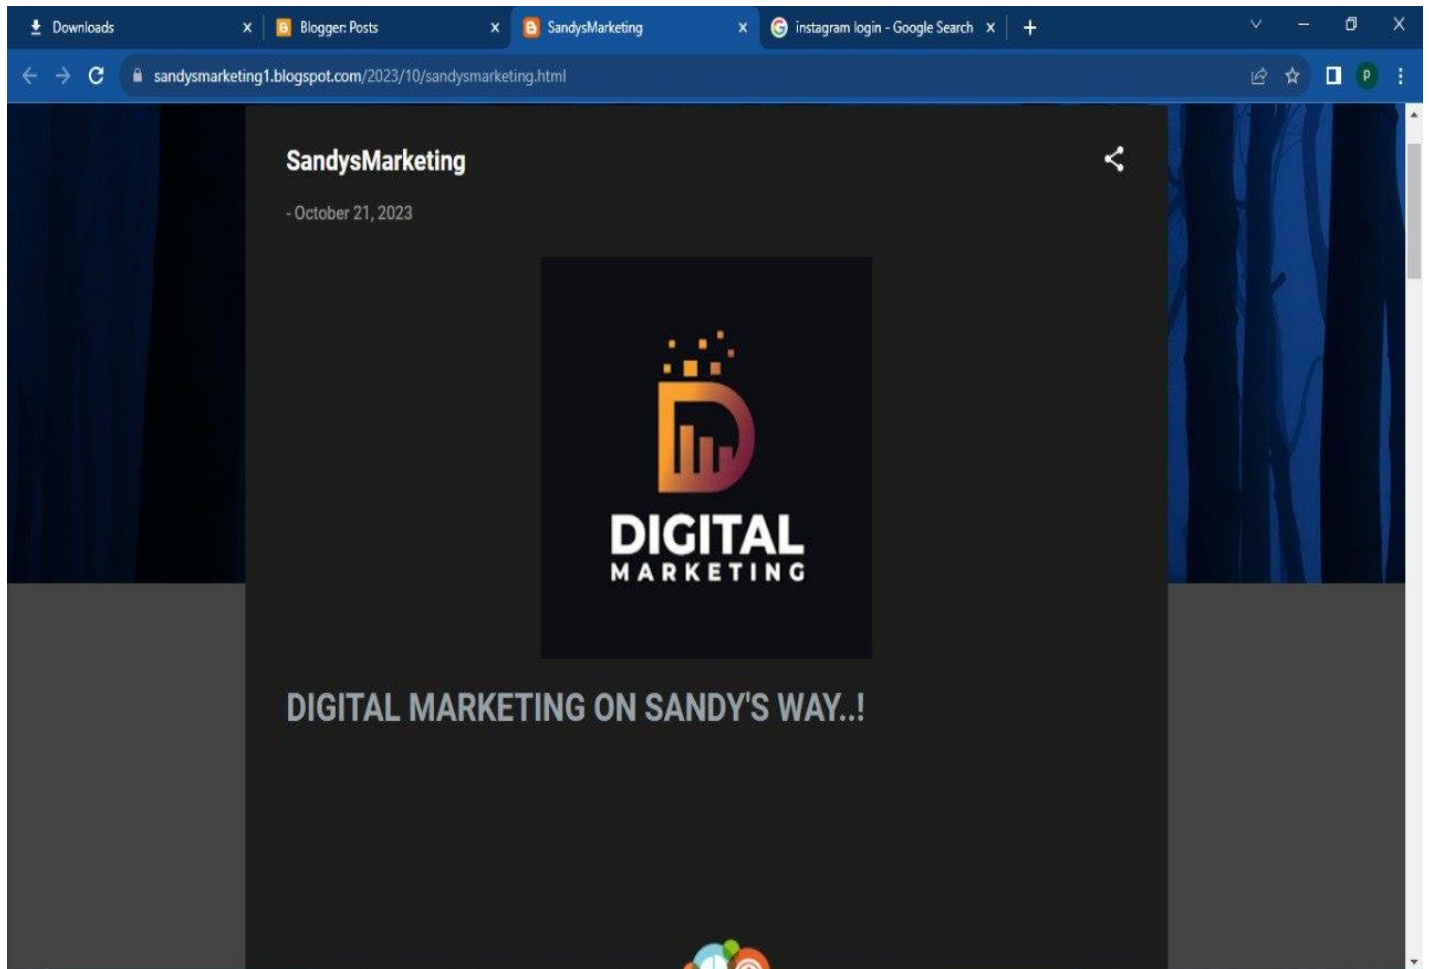 Downloads
Blogger: Posts
SandysMarketing
instagram login - Google Search
sandysmarketing1.blogspot.com/2023/10/sandysmarketing.html
P
SandysMarketing
- October 21, 2023
DIGITAL
MARKETING
DIGITAL MARKETING ON SANDY'S WAY..!